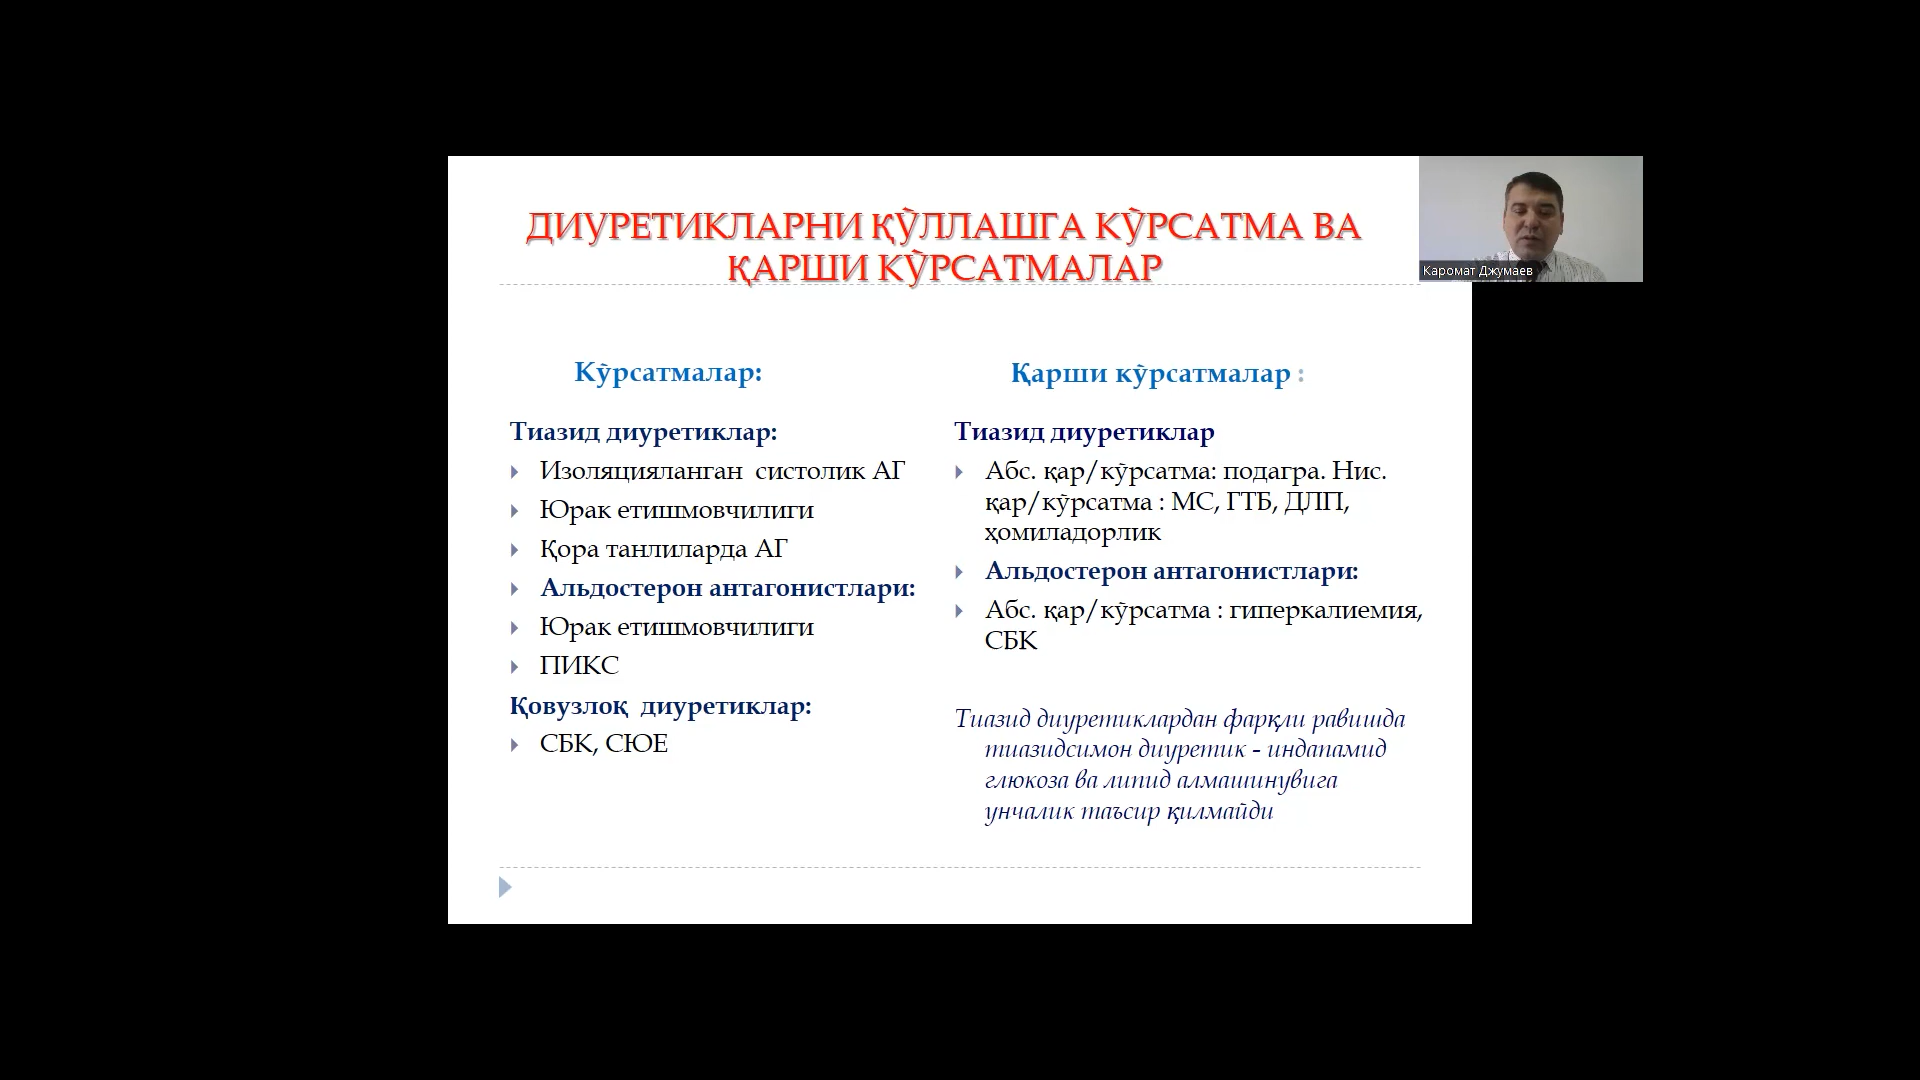 ДИУРЕТИКЛАРНИ ҚЎЛЛАШГА КЎРСАТМА ВА
ҚАРШИ КЎРСАТМАЛАР
Каромат Джумаев
Кўрсатмалар:
Тиазид диуретиклар:
Изоляцияланган систолик АГ
Юрак етишмовчилиги
Қора танлиларда АГ
Альдостерон антагонистлари:
Юрак етишмовчилиги
ПИКС
Қовузлоқ диуретиклар:
СБК, СЮЕ
Қарши кўрсатмалар :
Тиазид диуретиклар
Абс. қар/кўрсатма: подагра. Нис.
қар/кўрсатма : МС, ГТБ, ДЛП,
ҳомиладорлик
Альдостерон антагонистлари:
Абс. қар/кўрсатма : гиперкалиемия,
СБК
Тиазид диуретиклардан фарқли равишда
тиазидсимон диуретик - индапамид
глюкоза ва липид алмашинувига
унчалик таъсир қилмайди